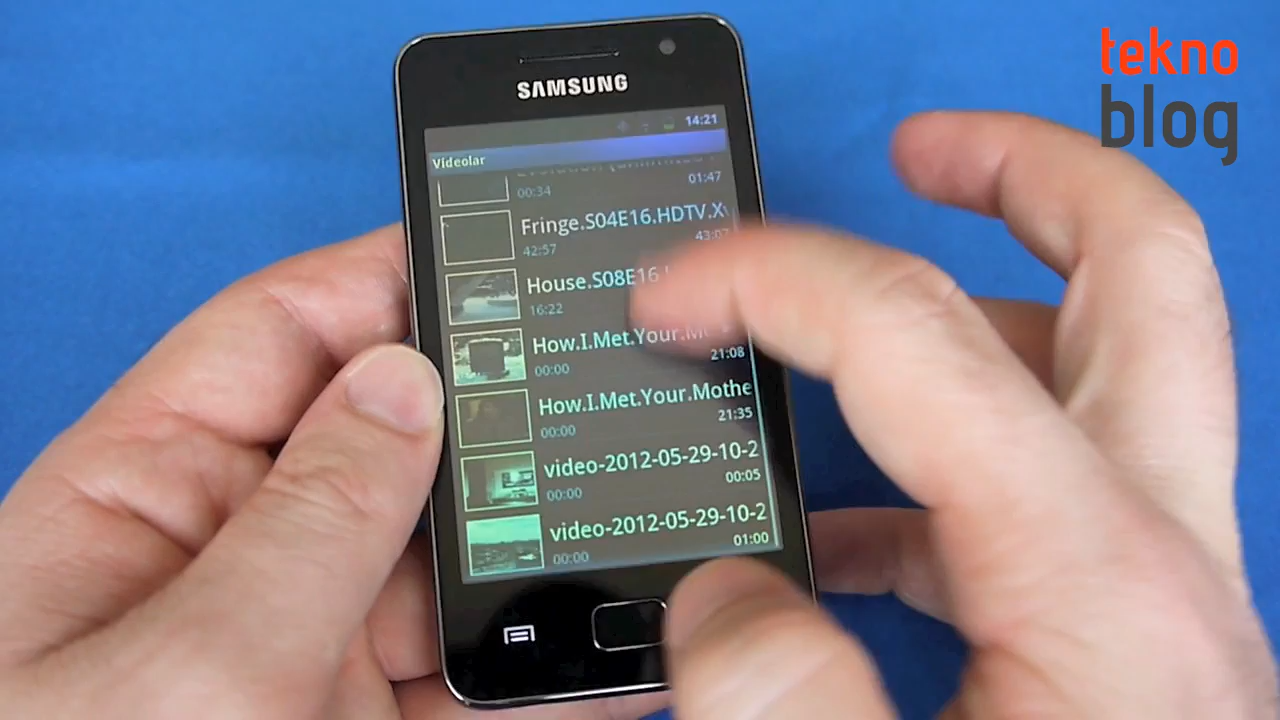 tekno
blog
SAMSUNG
14:21
Videolar
00:34
01:47
Fringe.S04E16.HDTV.X
42:57
43:07
House.S08E16
16:22
How.I.Met.Your.M
00:00
21:08
How.I.Met.Your.Mothe
00:00
21:35
video-2012-05-29-10-2
00:00
00:05
video-2012-05-29-10-2
00:00
01:00